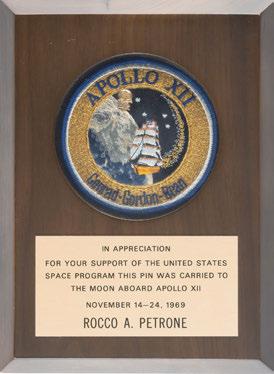 APOLLO XII
Conrad·Gordon·Bean
IN APPRECIATION
FOR YOUR SUPPORT OF THE UNITED STATES
SPACE PROGRAM THIS PIN WAS CARRIED TO
THE MOON ABOARD APOLLO XII
NOVEMBER 14—24, 1969
ROCCO A. PETRONE